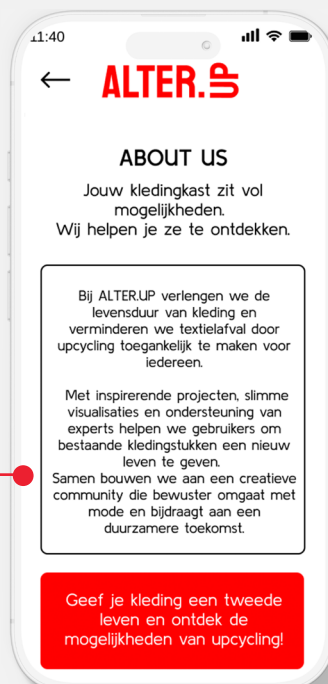 11:40
ALTER.UP
ABOUT US
Jouw kledingkast zit vol
mogelijkheden.
Wij helpen je ze te ontdekken.
Bij ALTER.UP verlengen we de
levensduur van kleding en
verminderen we textielafval door
upcycling toegankelijk te maken voor
iedereen.
Met inspirerende projecten, slimme
visualisaties en ondersteuning van
experts helpen we gebruikers om
bestaande kledingstukken een nieuw
leven te geven.
Samen bouwen we aan een creatieve
community die bewuster omgaat met
mode en bijdraagt aan een
duurzamere toekomst.
Geef je kleding een tweede
leven en ontdek de
mogelijkheden van upcycling!